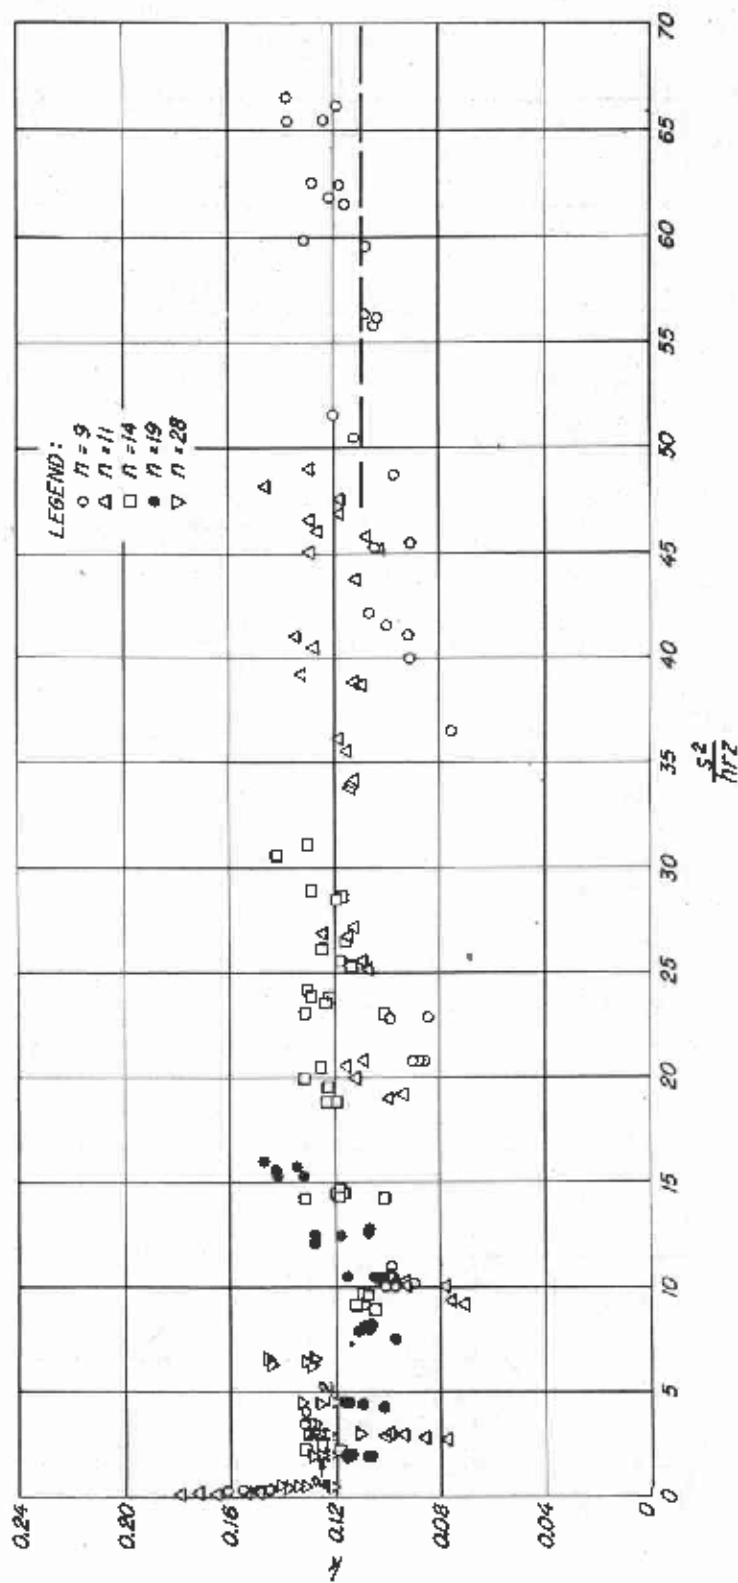 LEGEND:
○ n = 9
△ n = 11
□ n = 14
● n = 19
▽ n = 28
0.24
0.20
0.16
0.12
0.08
0.04
0
0
5
10
15
20
25
30
35
40
45
50
55
60
65
70
s²
hrz